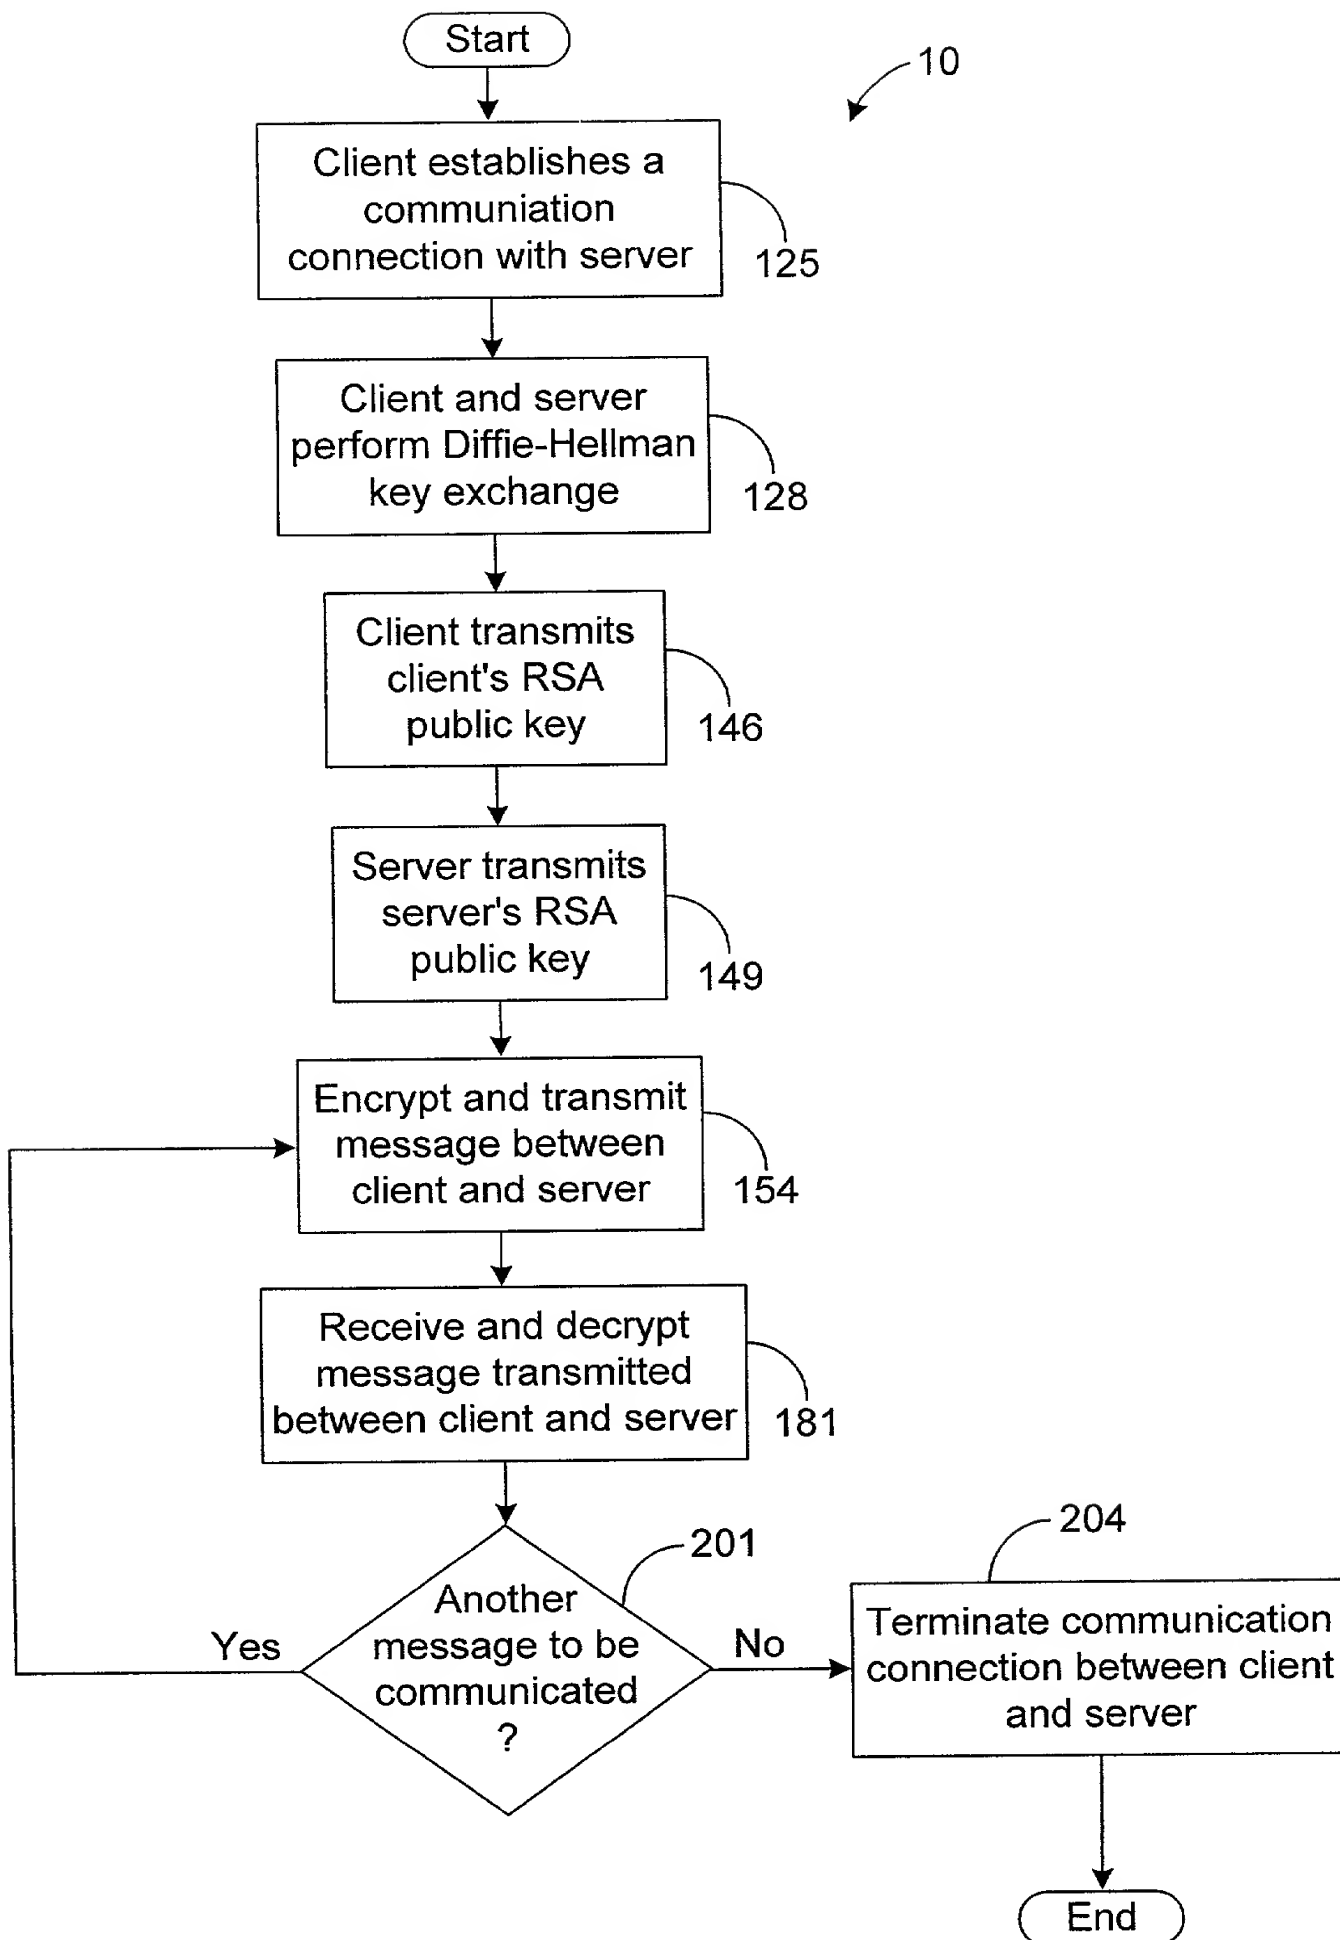 Start
10
Client establishes a
communiation
connection with server
125
Client and server
perform Diffie-Hellman
key exchange
128
Client transmits
client's RSA
public key
146
Server transmits
server's RSA
public key
149
Encrypt and transmit
message between
client and server
154
Receive and decrypt
message transmitted
between client and server
181
Another
message to be
communicated
?
201
Yes
No
204
Terminate communication
connection between client
and server
End